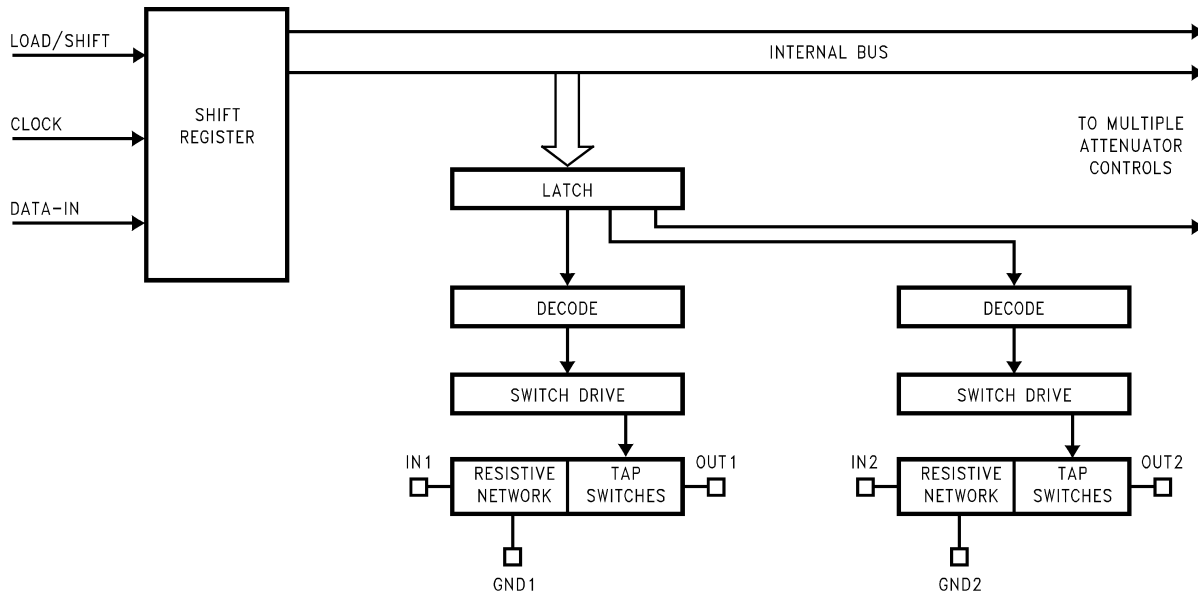 LOAD/SHIFT
CLOCK
DATA-IN
SHIFT
REGISTER
INTERNAL BUS
TO MULTIPLE
ATTENUATOR
CONTROLS
LATCH
DECODE
DECODE
SWITCH DRIVE
SWITCH DRIVE
IN1
RESISTIVE
NETWORK
TAP
SWITCHES
OUT1
GND1
IN2
RESISTIVE
NETWORK
TAP
SWITCHES
OUT2
GND2